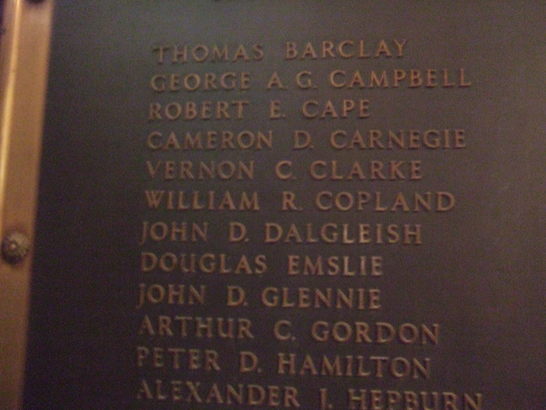 THOMAS BARCLAY
GEORGE A. G. CAMPBELL
ROBERT E. CAPE
CAMERON D. CARNEGIE
VERNON C. CLARKE
WILLIAM R. COPLAND
JOHN D. DALGLEISH
DOUGLAS EMSLIE
JOHN D. GLENNIE
ARTHUR C. GORDON
PETER D. HAMILTON
ALEXANDER J. HEPBURN